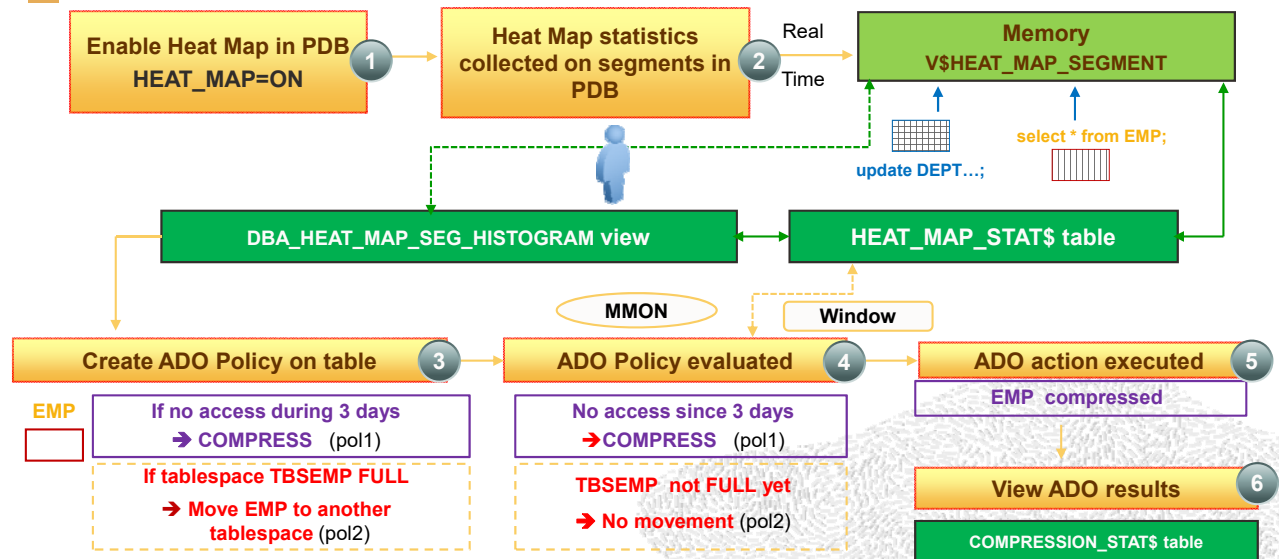 Enable Heat Map in PDB
HEAT_MAP=ON
1
Heat Map statistics
collected on segments in
PDB
2
Real
Time
Memory
V$HEAT_MAP_SEGMENT
update DEPT…;
select * from EMP;
DBA_HEAT_MAP_SEG_HISTOGRAM view
HEAT_MAP_STAT$ table
MMON
Window
Create ADO Policy on table
3
ADO Policy evaluated
4
ADO action executed
5
EMP
If no access during 3 days
➔ COMPRESS (pol1)
If tablespace TBSEMP FULL
➔ Move EMP to another
tablespace (pol2)
No access since 3 days
➔COMPRESS (pol1)
TBSEMP not FULL yet
➔ No movement (pol2)
EMP compressed
View ADO results
6
COMPRESSION_STAT$ table